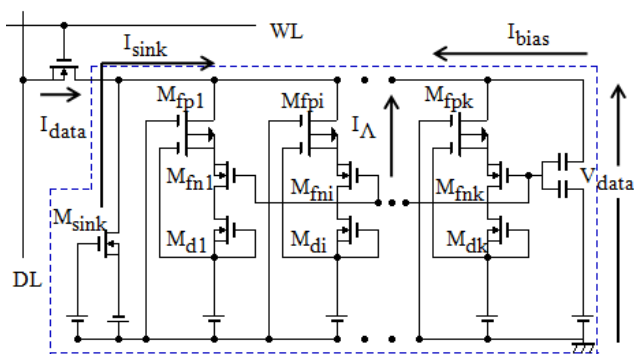 WL
I_sink
I_bias
M_fp1
Mfpi
M_fpk
I_data
I_Λ
M_fn1
M_fni
M_fnk
V_data
M_sink
M_d1
M_di
M_dk
DL